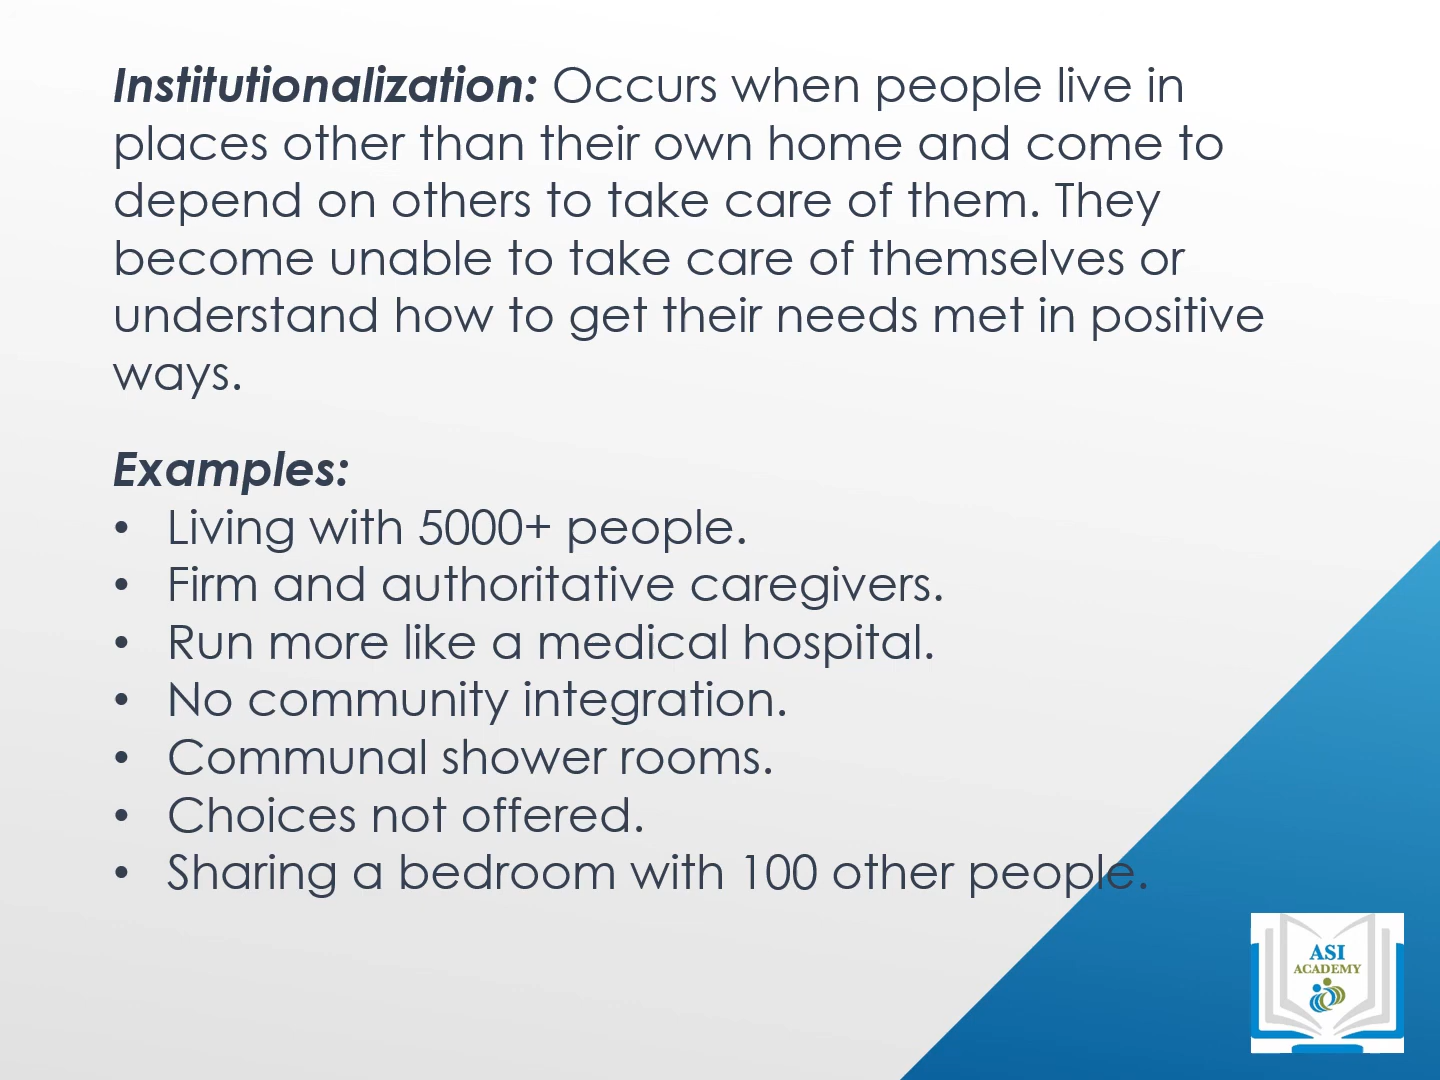 Institutionalization: Occurs when people live in
places other than their own home and come to
depend on others to take care of them. They
become unable to take care of themselves or
understand how to get their needs met in positive
ways.
Examples:
• Living with 5000+ people.
• Firm and authoritative caregivers.
• Run more like a medical hospital.
• No community integration.
• Communal shower rooms.
• Choices not offered.
• Sharing a bedroom with 100 other people.
ASI
ACADEMY